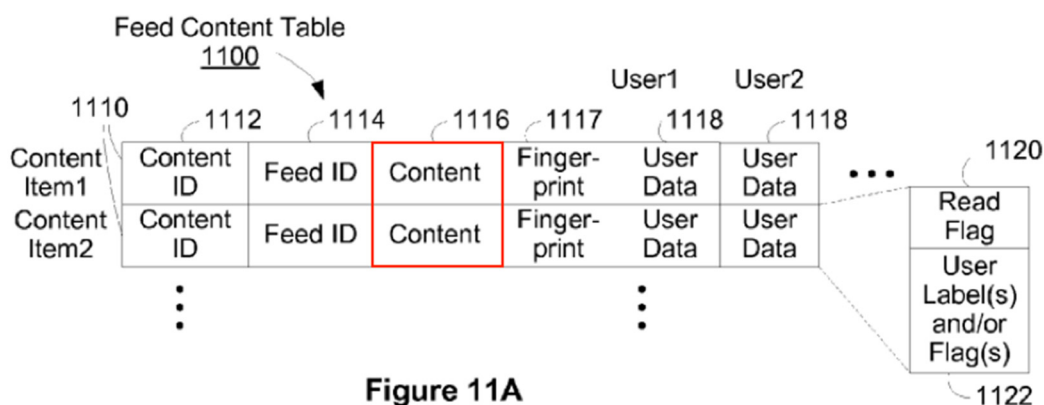 Feed Content Table
1100
User1 User2
1110 1112 1114 1116 1117 1118 1118
Content Item1
Content ID
Feed ID
Content
Finger-
print
User
Data
User
Data
• • •
1120
Content Item2
Content ID
Feed ID
Content
Finger-
print
User
Data
User
Data
Read
Flag
User
Label(s)
and/or
Flag(s)
1122
Figure 11A